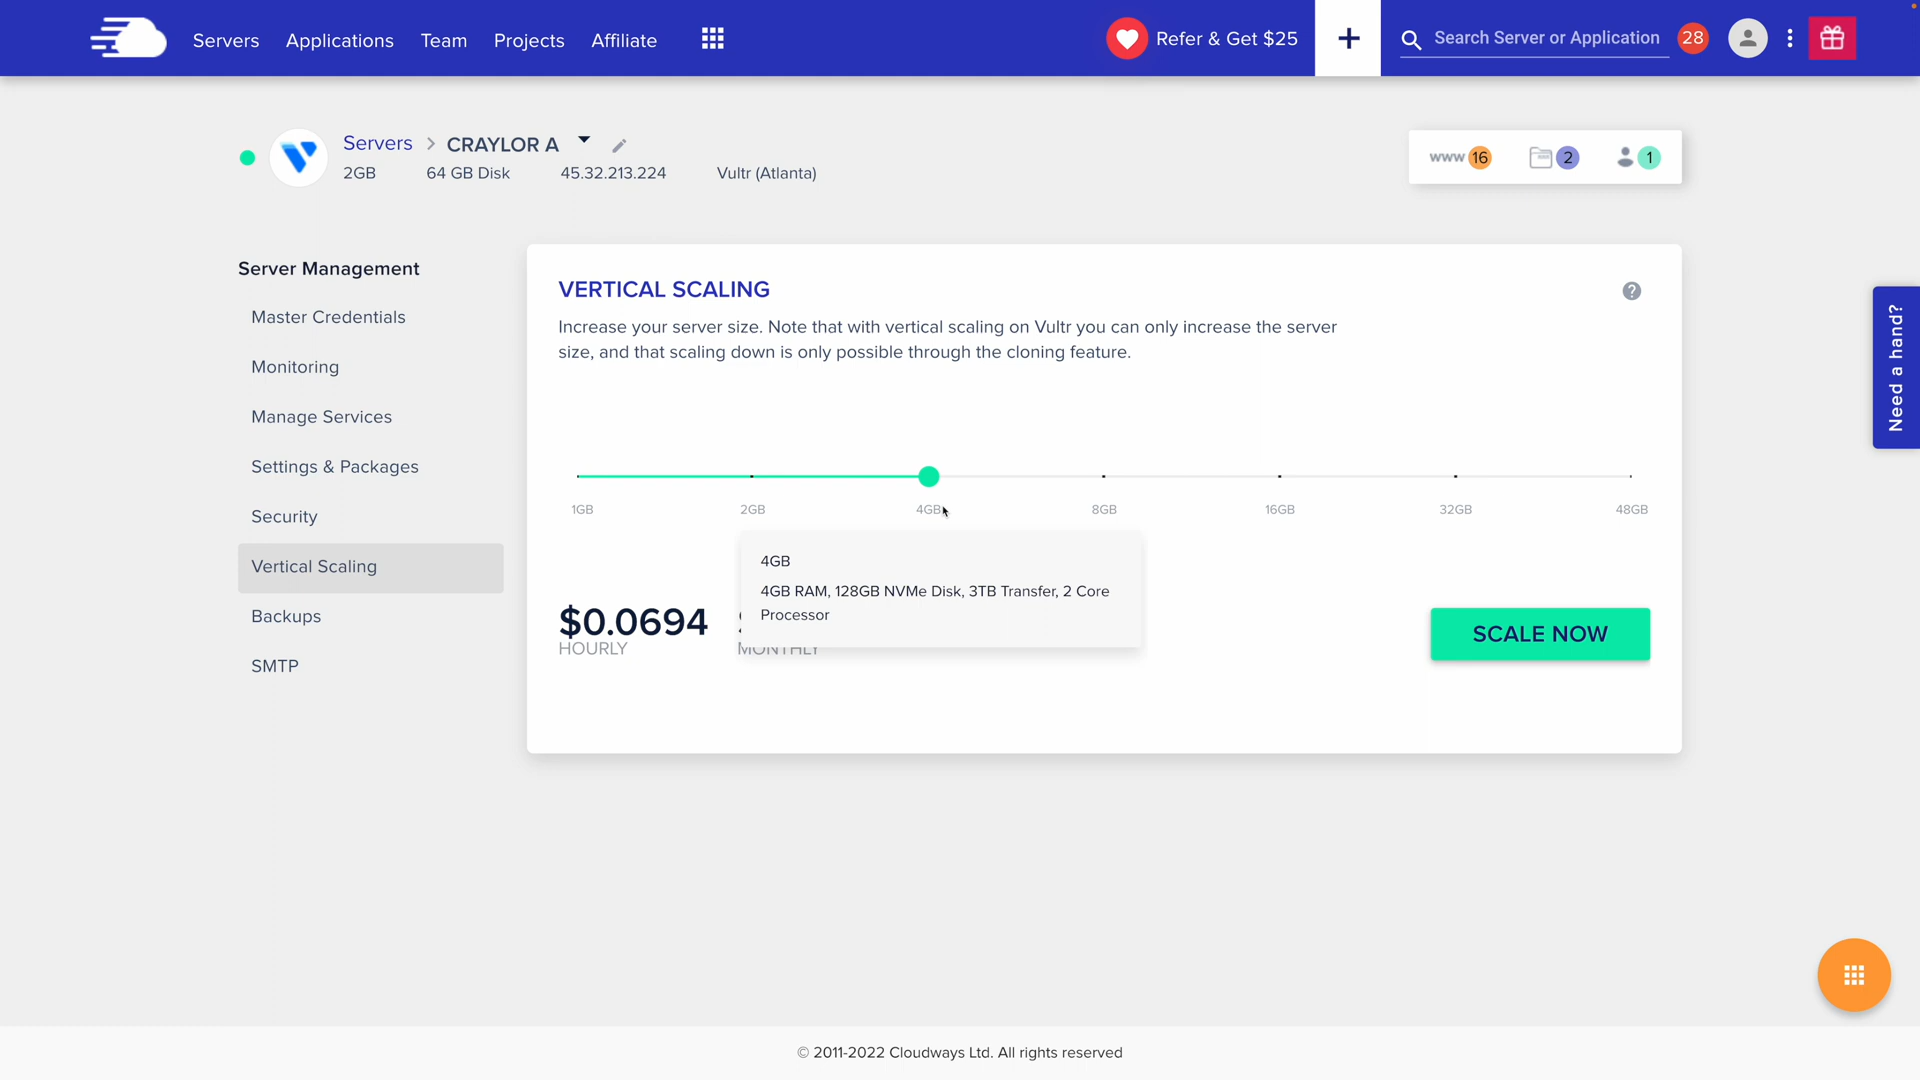 Servers
Applications
Team
Projects
Affiliate
Refer & Get $25
+
Search Server or Application
28
Servers > CRAYLOR A
2GB
64 GB Disk
45.32.213.224
Vultr (Atlanta)
www 16
2
1
Server Management
Master Credentials
Monitoring
Manage Services
Settings & Packages
Security
Vertical Scaling
Backups
SMTP
VERTICAL SCALING
?
Increase your server size. Note that with vertical scaling on Vultr you can only increase the server
size, and that scaling down is only possible through the cloning feature.
1GB
2GB
4GB
8GB
16GB
32GB
48GB
4GB
4GB RAM, 128GB NVMe Disk, 3TB Transfer, 2 Core
Processor
$0.0694
HOURLY
MONTHLY
SCALE NOW
Need a hand?
© 2011-2022 Cloudways Ltd. All rights reserved